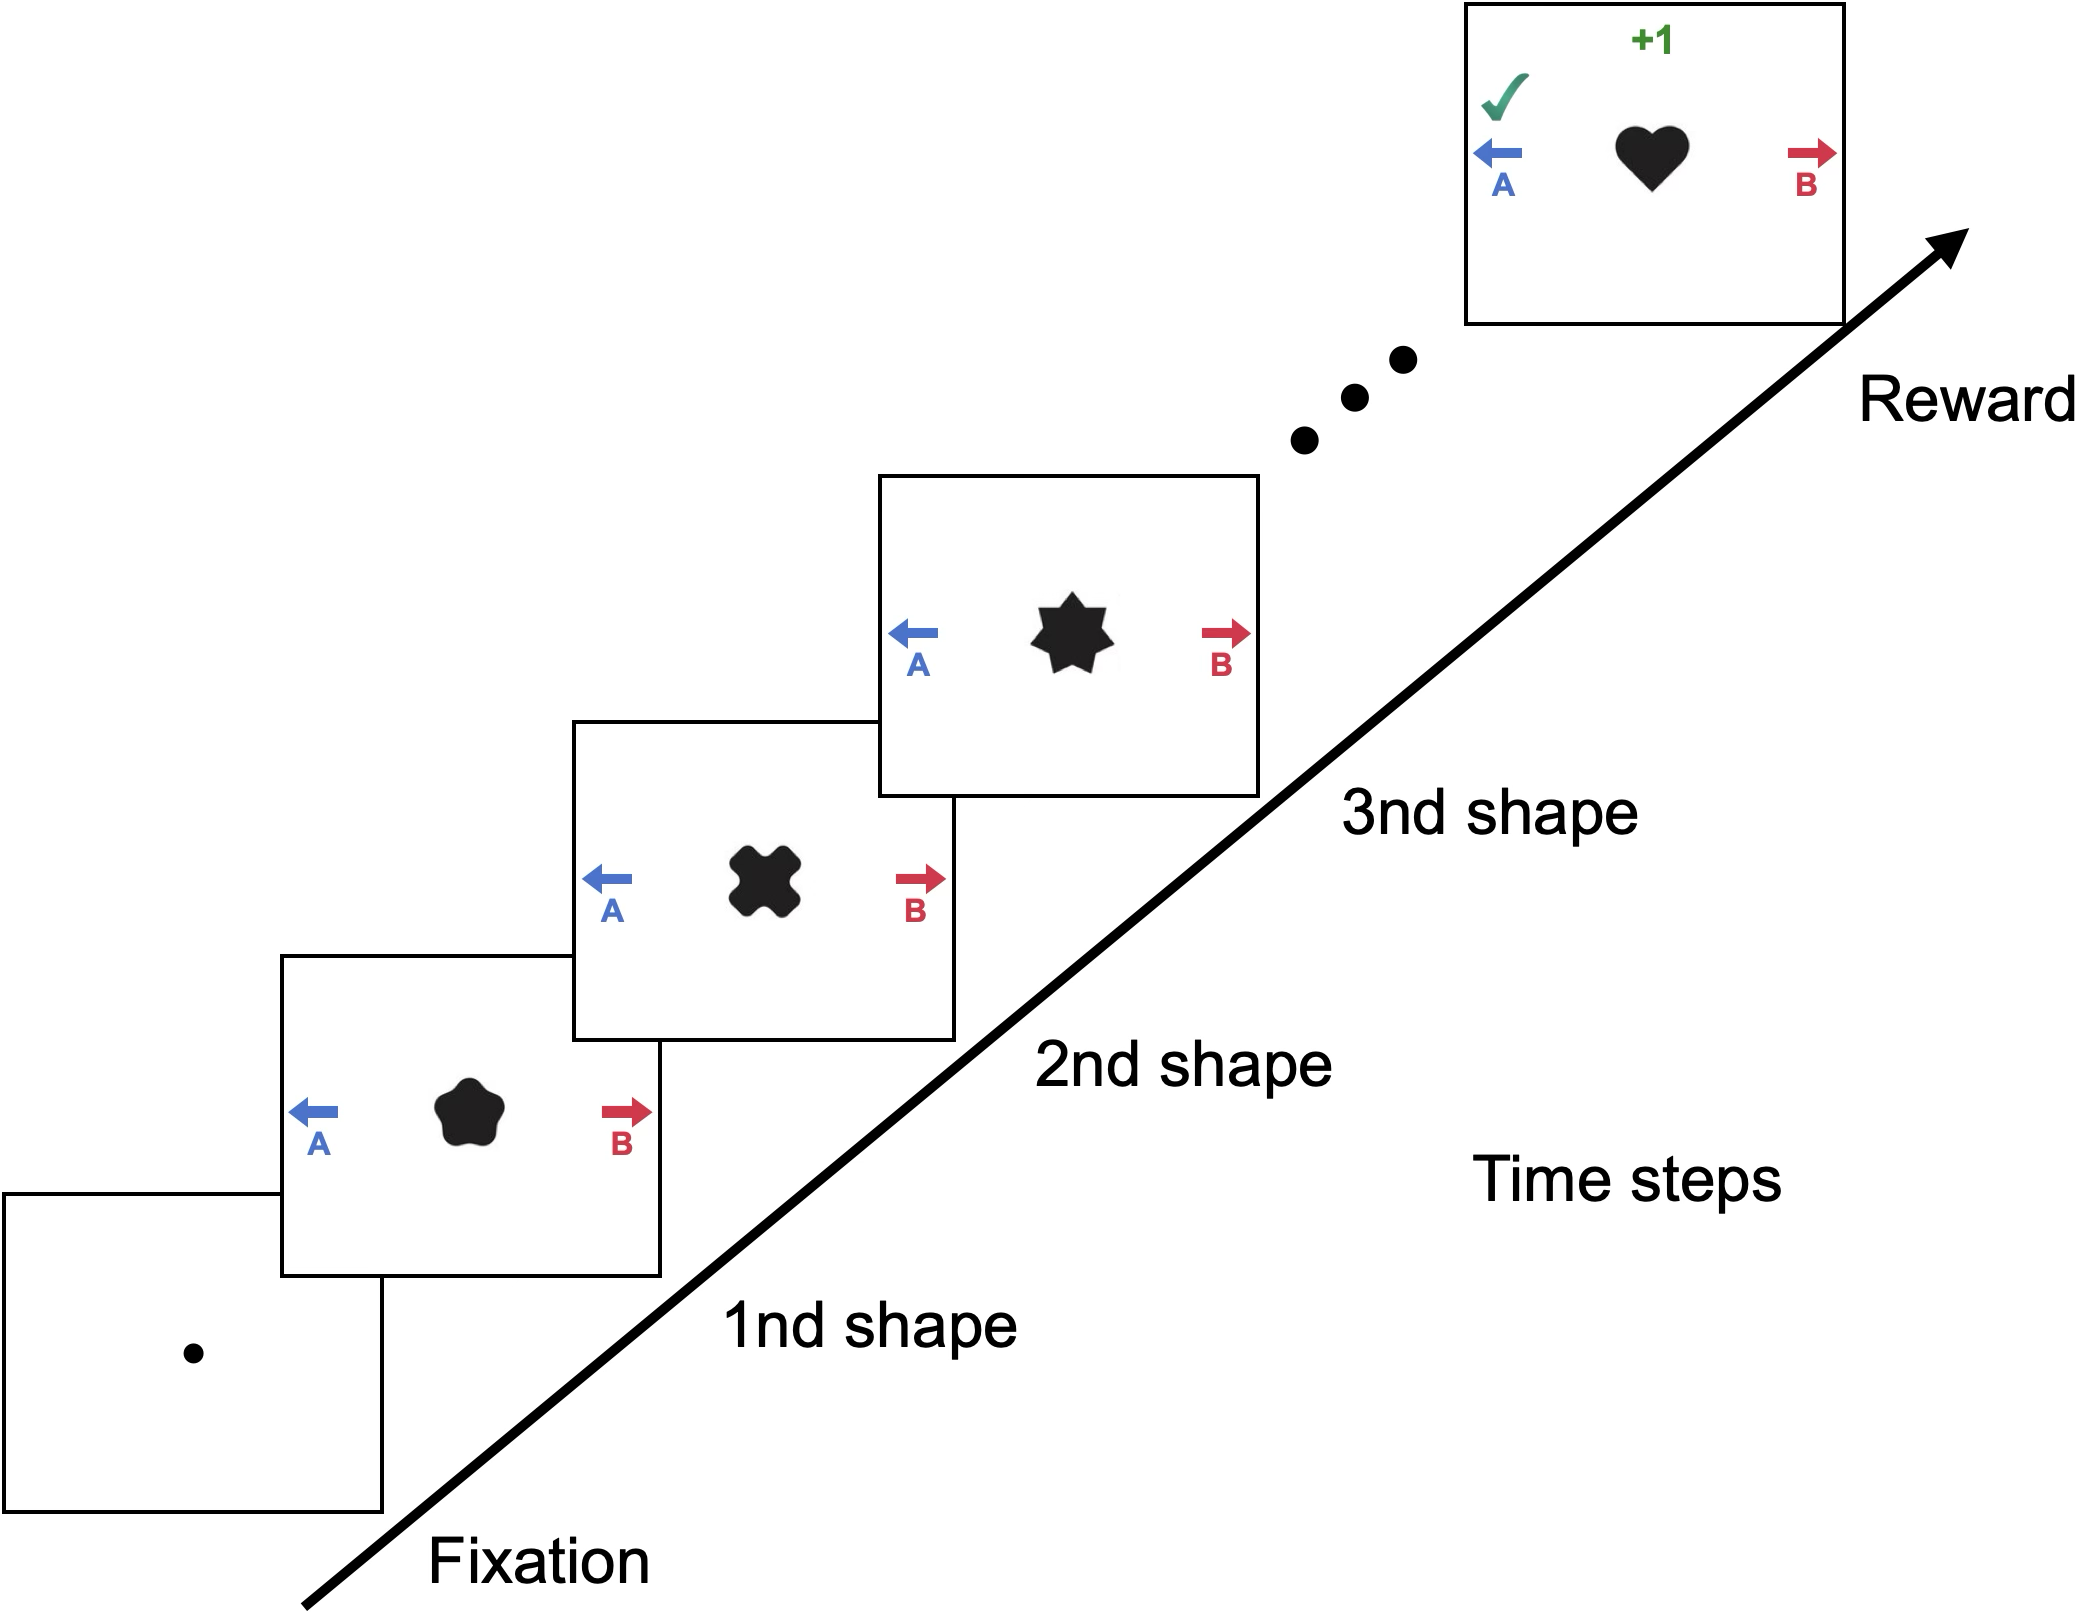 +1
A
B
Reward
A
B
3nd shape
A
B
2nd shape
A
B
Time steps
1nd shape
Fixation